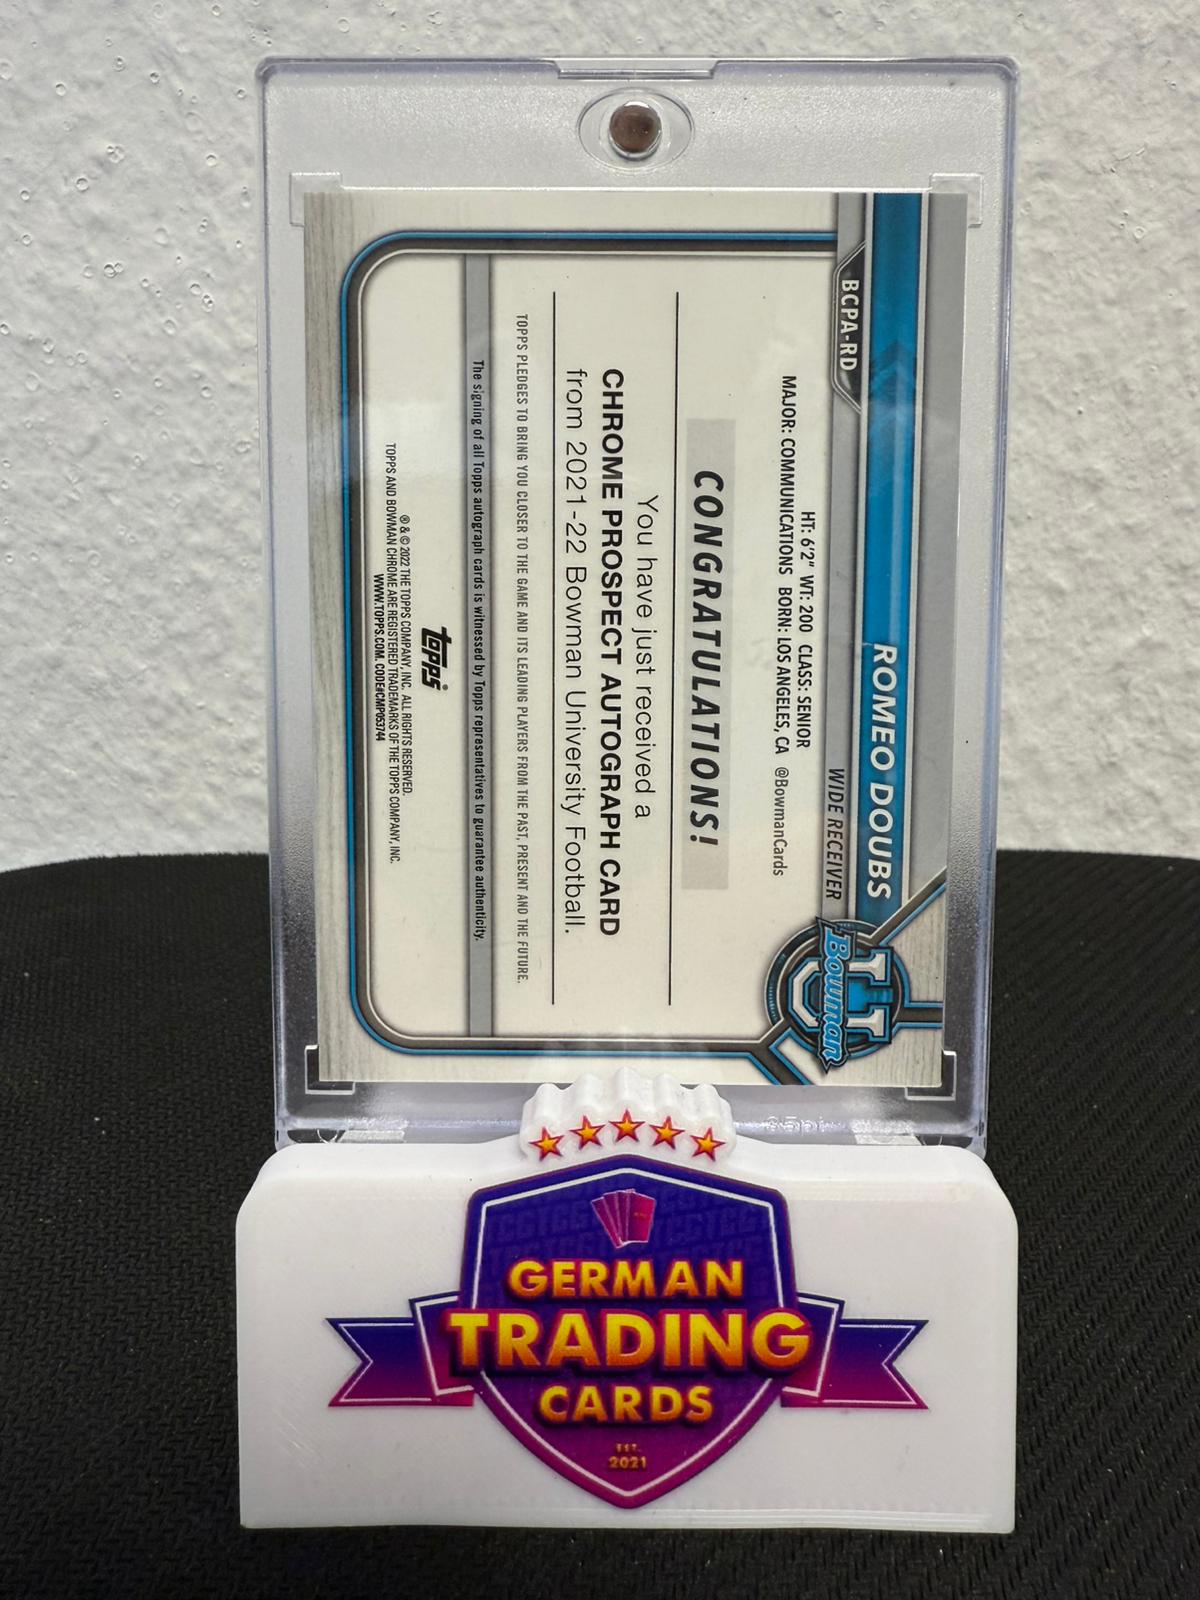 ROMEO DOUBS
WIDE RECEIVER
BCPA-RD
Bowman
U
HT: 6'2" WT: 200 CLASS: SENIOR
MAJOR: COMMUNICATIONS BORN: LOS ANGELES, CA @BowmanCards
CONGRATULATIONS!
You have just received a
CHROME PROSPECT AUTOGRAPH CARD
from 2021-22 Bowman University Football.
TOPPS PLEDGES TO BRING YOU CLOSER TO THE GAME AND ITS LEADING PLAYERS FROM THE PAST, PRESENT AND THE FUTURE.
The signing of all Topps autograph cards is witnessed by Topps representatives to guarantee authenticity.
topps®
® & © 2022 THE TOPPS COMPANY, INC. ALL RIGHTS RESERVED.
TOPPS AND BOWMAN CHROME ARE REGISTERED TRADEMARKS OF THE TOPPS COMPANY, INC.
WWW.TOPPS.COM. CODE#CMP053744
35pt
GERMAN
TRADING
CARDS
EST.
2021